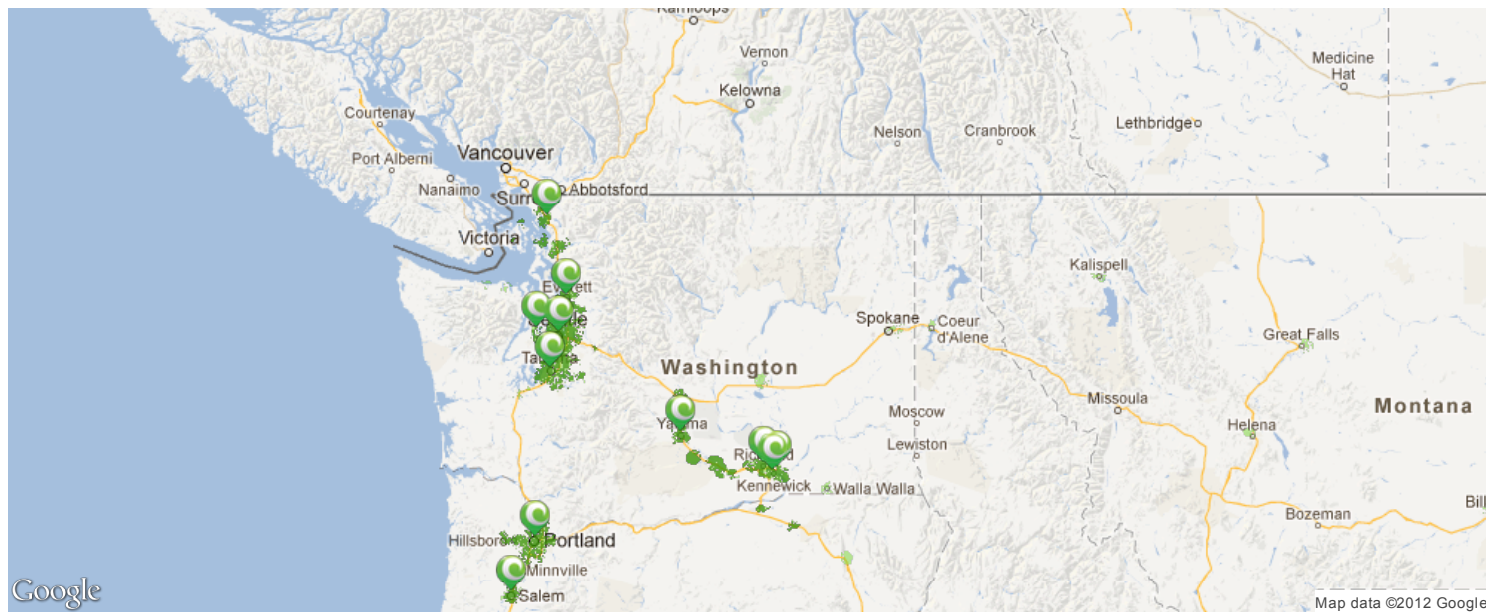 Kamloops
Vernon
Medicine
Hat
Kelowna
Courtenay
Lethbridge
Nelson
Cranbrook
Vancouver
Port Alberni
Nanaimo
Abbotsford
Surr
Victoria
Kalispell
Everett
Spokane
Coeur
d'Alene
Great Falls
Washington
Missoula
Montana
Moscow
Helena
Lewiston
Kennewick
Walla Walla
Bill
Bozeman
Hillsboro
Portland
Minnville
Salem
Google
Map data ©2012 Google